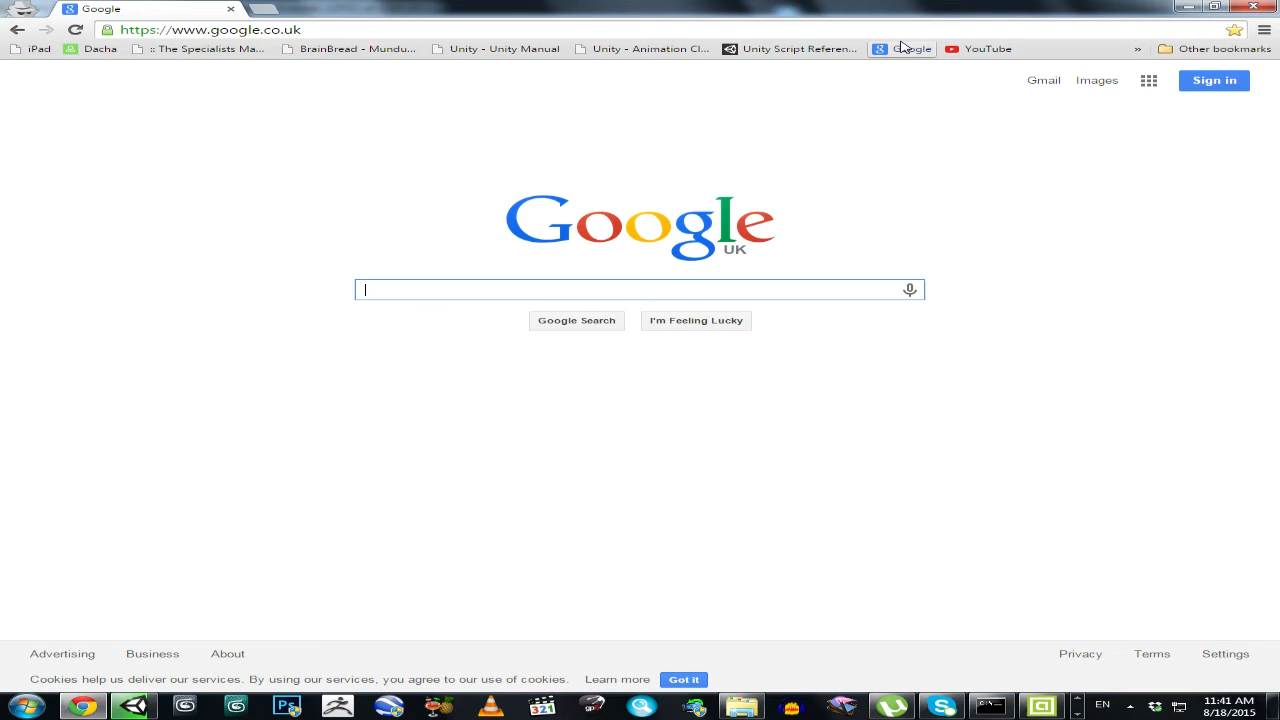 Google
https://www.google.co.uk
iPad Dacha :: The Specialists Ma... BrainBread - Mundu... Unity - Unity Manual Unity - Animation Cl... Unity Script Referen... Google YouTube » Other bookmarks
Gmail Images Sign in
Google
UK
Google Search I'm Feeling Lucky
Advertising Business About Privacy Terms Settings
Cookies help us deliver our services. By using our services, you agree to our use of cookies. Learn more Got it
Ps 321 EN 11:41 AM
8/18/2015